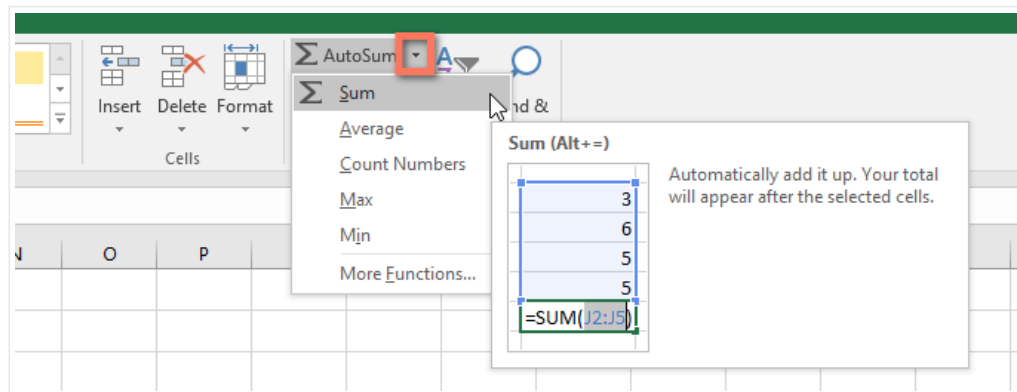 AutoSum
A
Insert Delete Format
Sum
nd &
Average
Cells
Count Numbers
Max
Min
More Functions...
Sum (Alt+=)
Automatically add it up. Your total
will appear after the selected cells.
3
6
5
5
=SUM(J2:J5)
O P